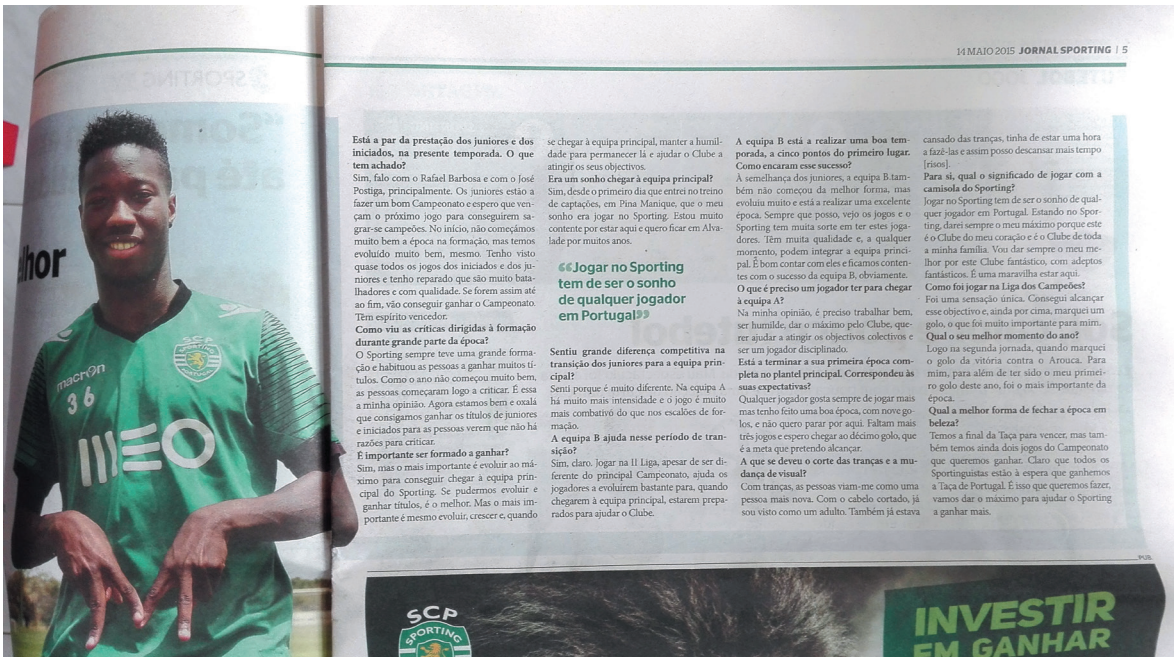 14 MAIO 2015 JORNAL SPORTING | 5
lhor
macron
36
MEO
SCP
SPORTING
PORTUGAL
Está a par da prestação dos juniores e dos
iniciados, na presente temporada. O que
tem achado?
Sim, falo com o Rafael Barbosa e com o José
Postiga, principalmente. Os juniores estão a
fazer um bom Campeonato e espero que ven-
çam o próximo jogo para conseguirem sa-
grar-se campeões. No início, não começámos
muito bem a época na formação, mas temos
evoluído muito bem, mesmo. Tenho visto
quase todos os jogos dos iniciados e dos ju-
niores e tenho reparado que são muito bata-
lhadores e com qualidade. Se forem assim até
ao fim, vão conseguir ganhar o Campeonato.
Têm espírito vencedor.
Como viu as críticas dirigidas à formação
durante grande parte da época?
O Sporting sempre teve uma grande forma-
ção e habituou as pessoas a ganhar muitos tí-
tulos. Como o ano não começou muito bem,
as pessoas começaram logo a criticar. É essa
a minha opinião. Agora estamos bem e oxalá
que consigamos ganhar os títulos de juniores
e iniciados para as pessoas verem que não há
razões para criticar.
É importante ser formado a ganhar?
Sim, mas o mais importante é evoluir ao má-
ximo para conseguir chegar à equipa prin-
cipal do Sporting. Se pudermos evoluir e
ganhar títulos, é o melhor. Mas o mais im-
portante é mesmo evoluir, crescer e, quando
se chegar à equipa principal, manter a humil-
dade para permanecer lá e ajudar o Clube a
atingir os seus objectivos.
Era um sonho chegar à equipa principal?
Sim, desde o primeiro dia que entrei no treino
de captações, em Pina Manique, que o meu
sonho era jogar no Sporting. Estou muito
contente por estar aqui e quero ficar em Alva-
lade por muitos anos.
“Jogar no Sporting
tem de ser o sonho
de qualquer jogador
em Portugal”
Sentiu grande diferença competitiva na
transição dos juniores para a equipa prin-
cipal?
Senti porque é muito diferente. Na equipa A
há muito mais intensidade e o jogo é muito
mais combativo do que nos escalões de for-
mação.
A equipa B ajuda nesse período de tran-
sição?
Sim, claro. Jogar na II Liga, apesar de ser di-
ferente do principal Campeonato, ajuda os
jogadores a evoluírem bastante para, quando
chegarem à equipa principal, estarem prepa-
rados para ajudar o Clube.
A equipa B está a realizar uma boa tem-
porada, a cinco pontos do primeiro lugar.
Como encaram esse sucesso?
À semelhança dos juniores, a equipa B tam-
bém não começou da melhor forma, mas
evoluiu muito e está a realizar uma excelente
época. Sempre que posso, vejo os jogos e o
Sporting tem muita sorte em ter estes joga-
dores. Têm muita qualidade e, a qualquer
momento, podem integrar a equipa princi-
pal. É bom contar com eles e ficamos conten-
tes com o sucesso da equipa B, obviamente.
O que é preciso um jogador ter para chegar
à equipa A?
Na minha opinião, é preciso trabalhar bem,
ser humilde, dar o máximo pelo Clube, que-
rer ajudar a atingir os objectivos colectivos e
ser um jogador disciplinado.
Está a terminar a sua primeira época com-
pleta no plantel principal. Correspondeu às
suas expectativas?
Qualquer jogador gosta sempre de jogar mais
mas tenho feito uma boa época, com nove go-
los, e não quero parar por aqui. Faltam mais
três jogos e espero chegar ao décimo golo, que
é a meta que pretendo alcançar.
A que se deveu o corte das tranças e a mu-
dança de visual?
Com tranças, as pessoas viam-me como uma
pessoa mais nova. Com o cabelo cortado, já
sou visto como um adulto. Também já estava
cansado das tranças, tinha de estar uma hora
a fazê-las e assim posso descansar mais tempo
[risos].
Para si, qual o significado de jogar com a
camisola do Sporting?
Jogar no Sporting tem de ser o sonho de qual-
quer jogador em Portugal. Estando no Spor-
ting, darei sempre o meu máximo porque este
é o Clube do meu coração e é o Clube de toda
a minha família. Vou dar sempre o meu me-
lhor por este Clube fantástico, com adeptos
fantásticos. É uma maravilha estar aqui.
Como foi jogar na Liga dos Campeões?
Foi uma sensação única. Consegui alcançar
esse objectivo e, ainda por cima, marquei um
golo, o que foi muito importante para mim.
Qual o seu melhor momento do ano?
Logo na segunda jornada, quando marquei
o golo da vitória contra o Arouca. Para
mim, para além de ter sido o meu primei-
ro golo deste ano, foi o mais importante da
época.
Qual a melhor forma de fechar a época em
beleza?
Temos a final da Taça para vencer, mas tam-
bém temos ainda dois jogos do Campeonato
que queremos ganhar. Claro que todos os
Sportinguistas estão à espera que ganhemos
a Taça de Portugal. É isso que queremos fazer,
vamos dar o máximo para ajudar o Sporting
a ganhar mais.
PUB.
SCP
SPORTING
INVESTIR
EM GANHAR